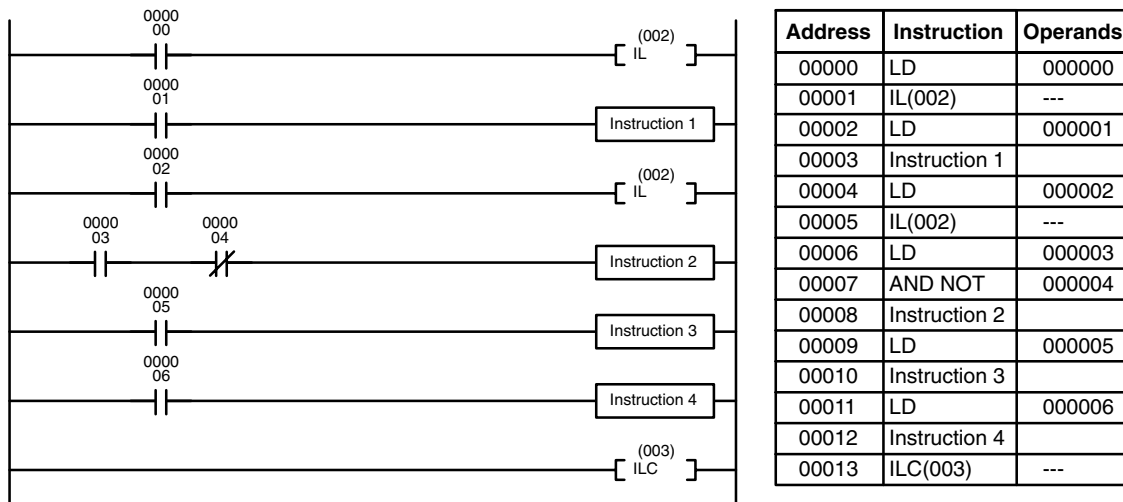 0000
00
(002)
IL
0000
01
Instruction 1
0000
02
(002)
IL
0000
03
0000
04
Instruction 2
0000
05
Instruction 3
0000
06
Instruction 4
(003)
ILC
Address Instruction Operands
00000 LD 000000
00001 IL(002) ---
00002 LD 000001
00003 Instruction 1
00004 LD 000002
00005 IL(002) ---
00006 LD 000003
00007 AND NOT 000004
00008 Instruction 2
00009 LD 000005
00010 Instruction 3
00011 LD 000006
00012 Instruction 4
00013 ILC(003) ---